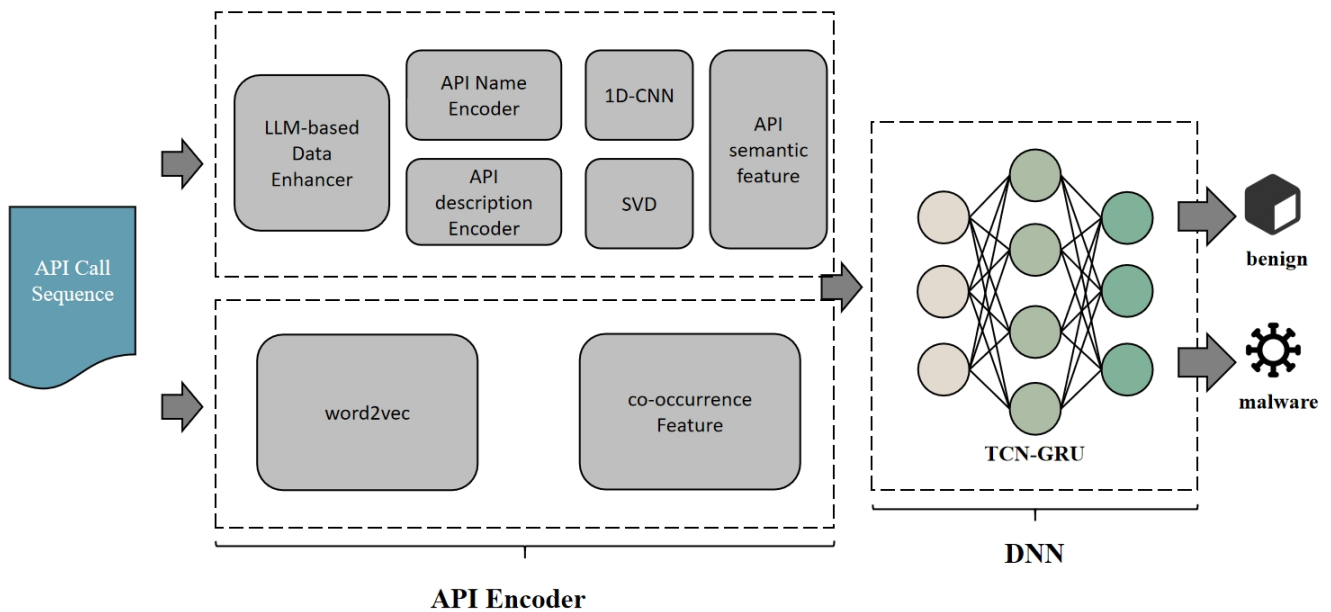 API Call
Sequence
LLM-based
Data
Enhancer
API Name
Encoder
API
description
Encoder
1D-CNN
SVD
API
semantic
feature
word2vec
co-occurrence
Feature
API Encoder
TCN-GRU
DNN
benign
malware